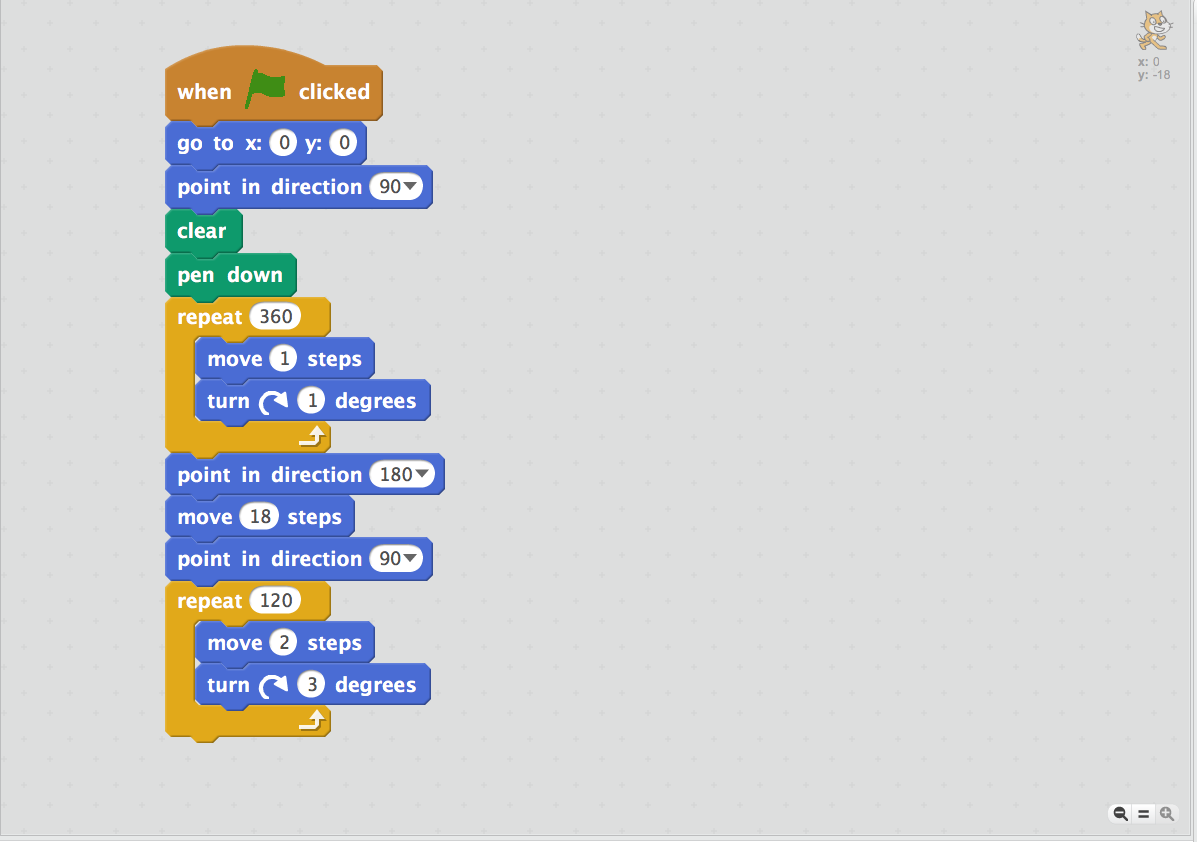 when clicked
go to x: 0 y: 0
point in direction 90
clear
pen down
repeat 360
move 1 steps
turn 1 degrees
point in direction 180
move 18 steps
point in direction 90
repeat 120
move 2 steps
turn 3 degrees
x: 0
y: -18